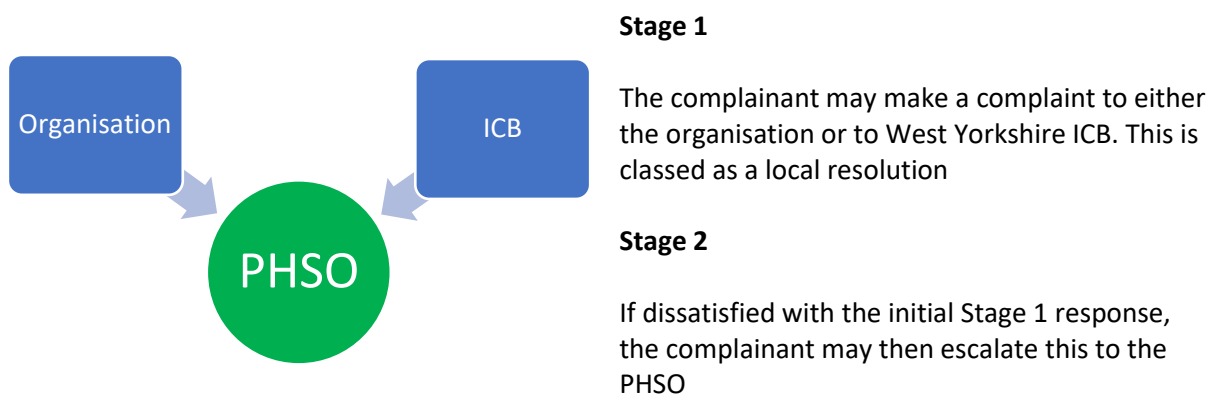 Organisation
ICB
PHSO
Stage 1
The complainant may make a complaint to either
the organisation or to West Yorkshire ICB. This is
classed as a local resolution
Stage 2
If dissatisfied with the initial Stage 1 response,
the complainant may then escalate this to the
PHSO